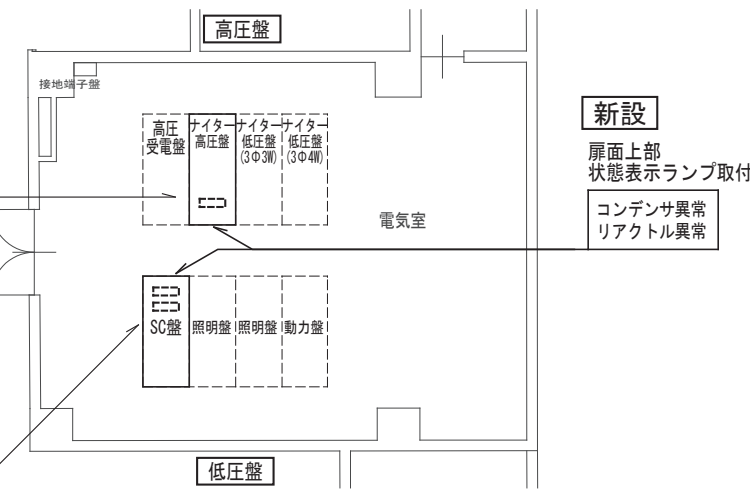 高圧盤
接地端子盤
高圧
受電盤
ナイター
高圧盤
ナイター
低圧盤
(3Φ3W)
ナイター
低圧盤
(3Φ4W)
新設
扉面上部
状態表示ランプ取付
コンデンサ異常
リアクトル異常
電気室
SC盤
照明盤
照明盤
動力盤
低圧盤